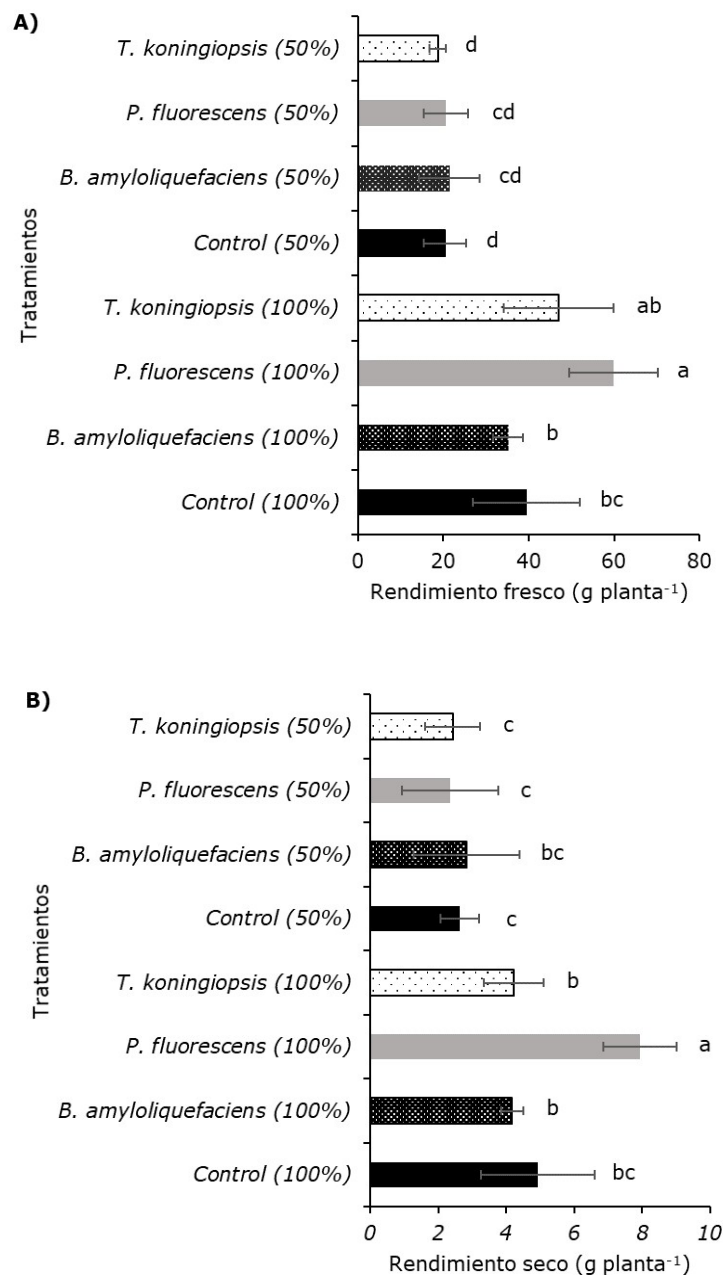 A)
Tratamientos
T. koningiopsis (50%) d
P. fluorescens (50%) cd
B. amyloliquefaciens (50%) cd
Control (50%) d
T. koningiopsis (100%) ab
P. fluorescens (100%) a
B. amyloliquefaciens (100%) b
Control (100%) bc
0 20 40 60 80
Rendimiento fresco (g planta⁻¹)
B)
Tratamientos
T. koningiopsis (50%) c
P. fluorescens (50%) c
B. amyloliquefaciens (50%) bc
Control (50%) c
T. koningiopsis (100%) b
P. fluorescens (100%) a
B. amyloliquefaciens (100%) b
Control (100%) bc
0 2 4 6 8 10
Rendimiento seco (g planta⁻¹)